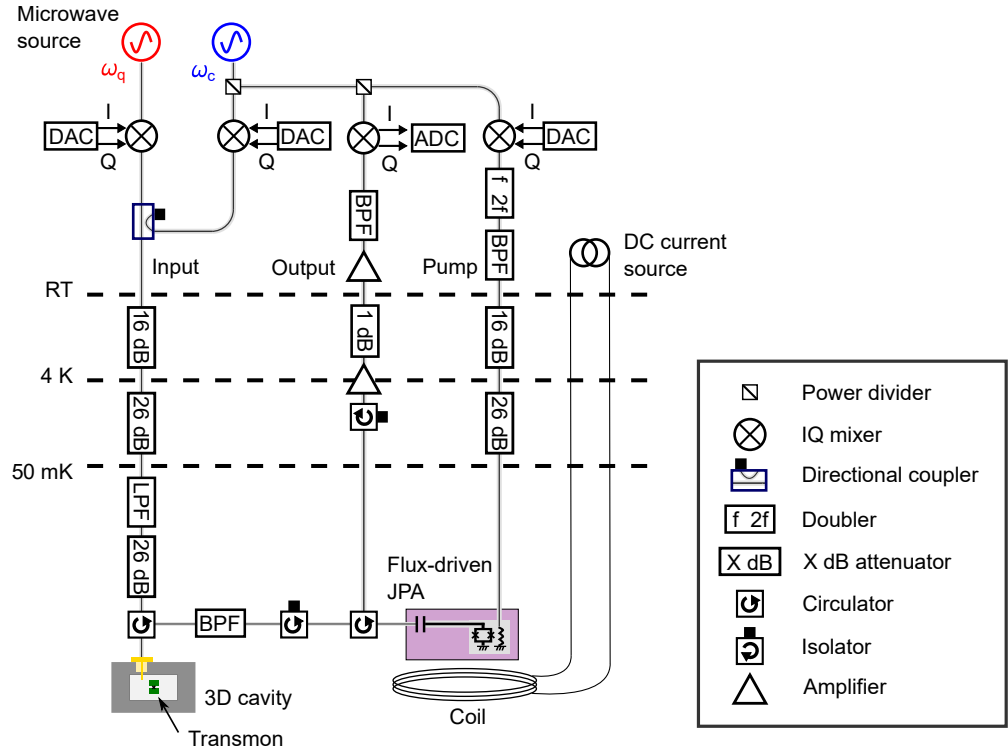 Microwave
source
ω_q
ω_c
I
I
I
I
DAC
DAC
ADC
DAC
Q
Q
Q
Q
f 2f
BPF
BPF
DC current
source
Input
Output
Pump
RT
16 dB
1 dB
16 dB
4 K
26 dB
26 dB
50 mK
LPF
26 dB
Flux-driven
JPA
BPF
3D cavity
Coil
Transmon
Power divider
IQ mixer
Directional coupler
f 2f
Doubler
X dB
X dB attenuator
Circulator
Isolator
Amplifier